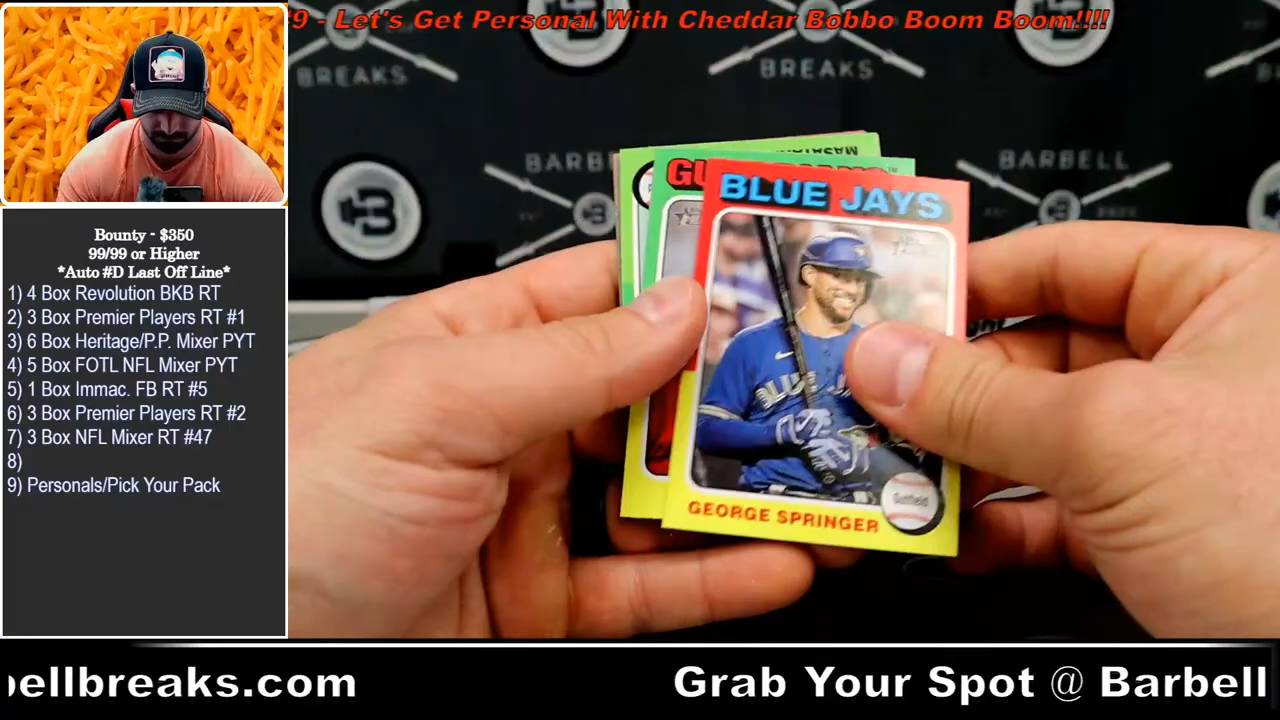 9 - Let's Get Personal With Cheddar Bobbo Boom Boom!!!!
BREAKS
BREAKS
BARBELL
BARBELL
BLUE JAYS
Outfield
GEORGE SPRINGER
Bounty - $350
99/99 or Higher
*Auto #D Last Off Line*
1) 4 Box Revolution BKB RT
2) 3 Box Premier Players RT #1
3) 6 Box Heritage/P.P. Mixer PYT
4) 5 Box FOTL NFL Mixer PYT
5) 1 Box Immac. FB RT #5
6) 3 Box Premier Players RT #2
7) 3 Box NFL Mixer RT #47
8)
9) Personals/Pick Your Pack
bellbreaks.com
Grab Your Spot @ Barbell